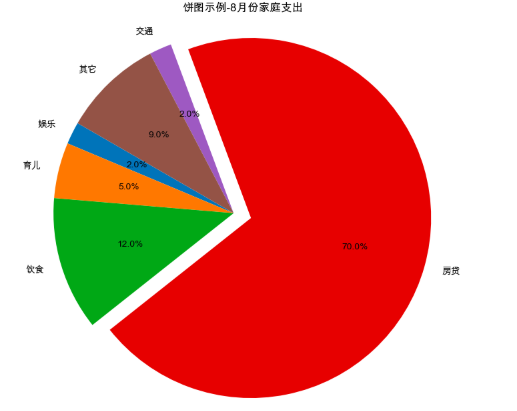 饼图示例-8月份家庭支出
交通
2.0%
其它
9.0%
娱乐
2.0%
育儿
5.0%
饮食
12.0%
70.0%
房贷